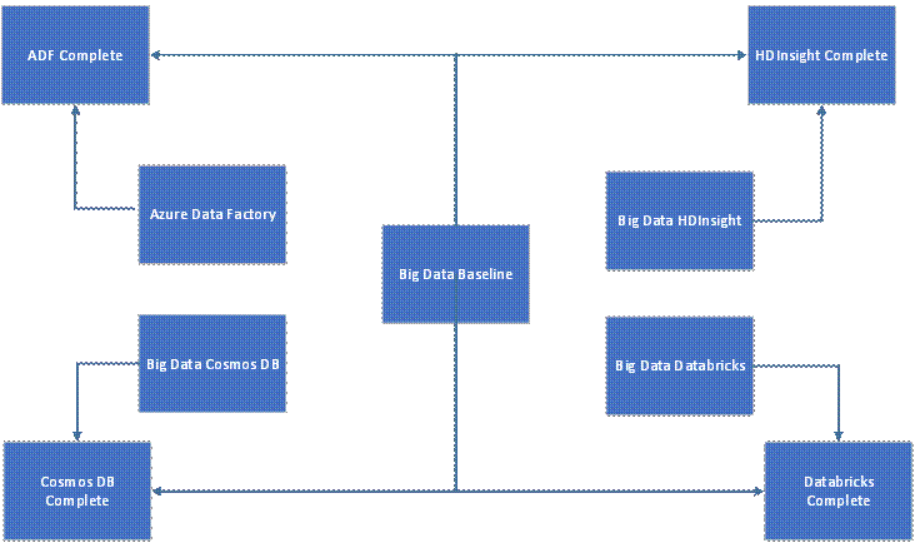 ADF Complete
HDInsight Complete
Azure Data Factory
Big Data HDInsight
Big Data Baseline
Big Data Cosmos DB
Big Data Databricks
Cosmos DB
Complete
Databricks
Complete